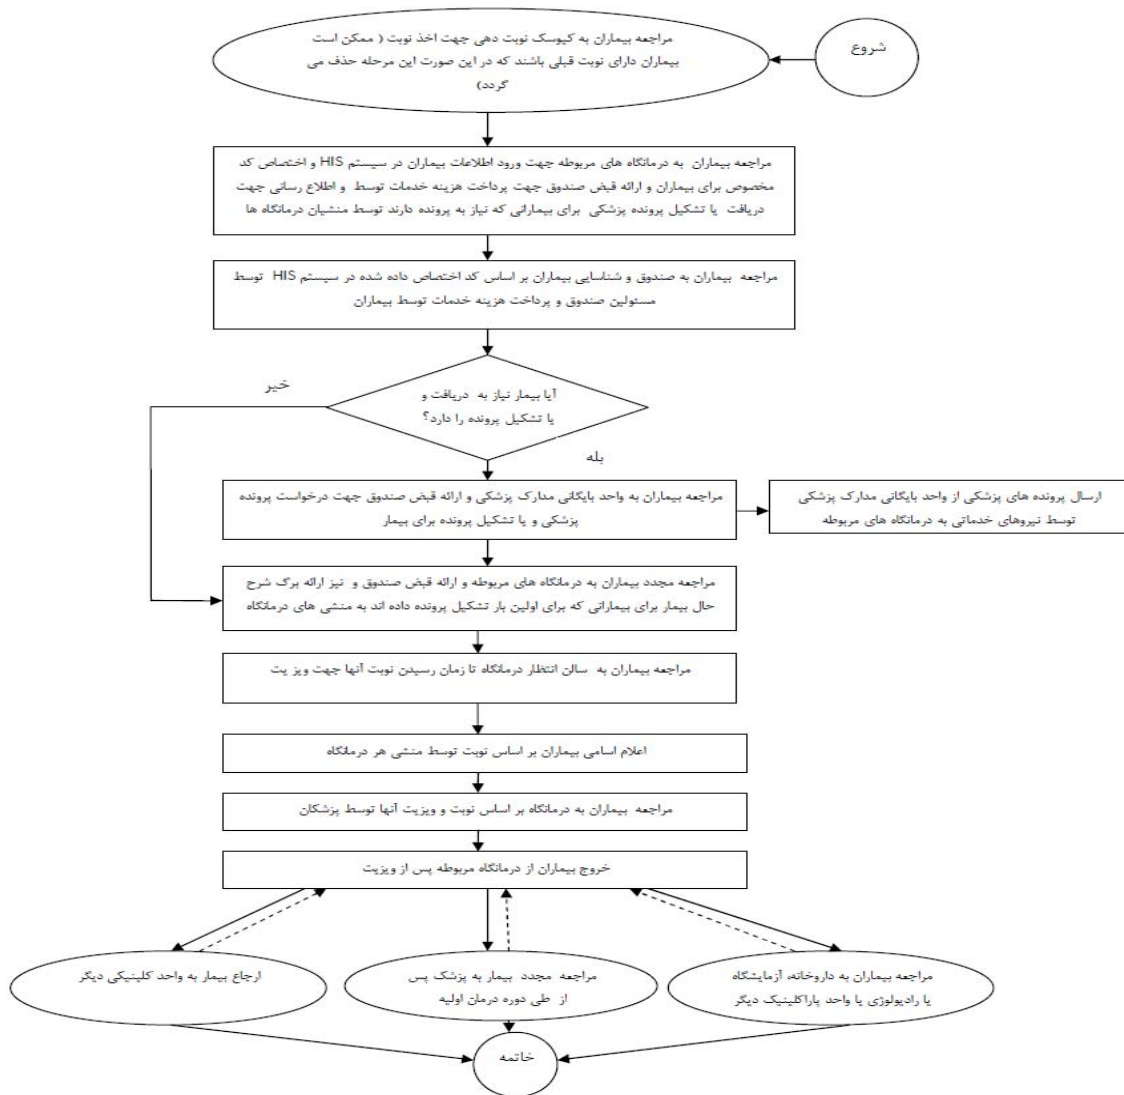 شروع
مراجعه بیماران به کیوسک نوبت دهی جهت اخذ نوبت ( ممکن است
بیماران دارای نوبت قبلی باشند که در این صورت این مرحله حذف می
گردد)
مراجعه بیماران به درمانگاه های مربوطه جهت ورود اطلاعات بیماران در سیستم HIS و اختصاص کد
مخصوص برای بیماران و ارائه قبض صندوق جهت پرداخت هزینه خدمات توسط و اطلاع رسانی جهت
دریافت یا تشکیل پرونده پزشکی برای بیمارانی که نیاز به پرونده دارند توسط منشیان درمانگاه ها
مراجعه بیماران به صندوق و شناسایی بیماران بر اساس کد اختصاص داده شده در سیستم HIS توسط
مسئولین صندوق و پرداخت هزینه خدمات توسط بیماران
آیا بیمار نیاز به دریافت و
یا تشکیل پرونده را دارد؟
خیر
بله
مراجعه بیماران به واحد بایگانی مدارک پزشکی و ارائه قبض صندوق جهت درخواست پرونده
پزشکی و یا تشکیل پرونده برای بیمار
ارسال پرونده های پزشکی از واحد بایگانی مدارک پزشکی
توسط نیروهای خدماتی به درمانگاه های مربوطه
مراجعه مجدد بیماران به درمانگاه های مربوطه و ارائه قبض صندوق و نیز ارائه برگ شرح
حال بیمار برای بیمارانی که برای اولین بار تشکیل پرونده داده اند به منشی های درمانگاه
مراجعه بیماران به سالن انتظار درمانگاه تا زمان رسیدن نوبت آنها جهت ویز یت
اعلام اسامی بیماران بر اساس نوبت توسط منشی هر درمانگاه
مراجعه بیماران به درمانگاه بر اساس نوبت و ویزیت آنها توسط پزشکان
خروج بیماران از درمانگاه مربوطه پس از ویزیت
مراجعه بیماران به داروخانه، آزمایشگاه
یا رادیولوژی یا واحد پاراکلینیک دیگر
مراجعه مجدد بیمار به پزشک پس
از طی دوره درمان اولیه
ارجاع بیمار به واحد کلینیکی دیگر
خاتمه